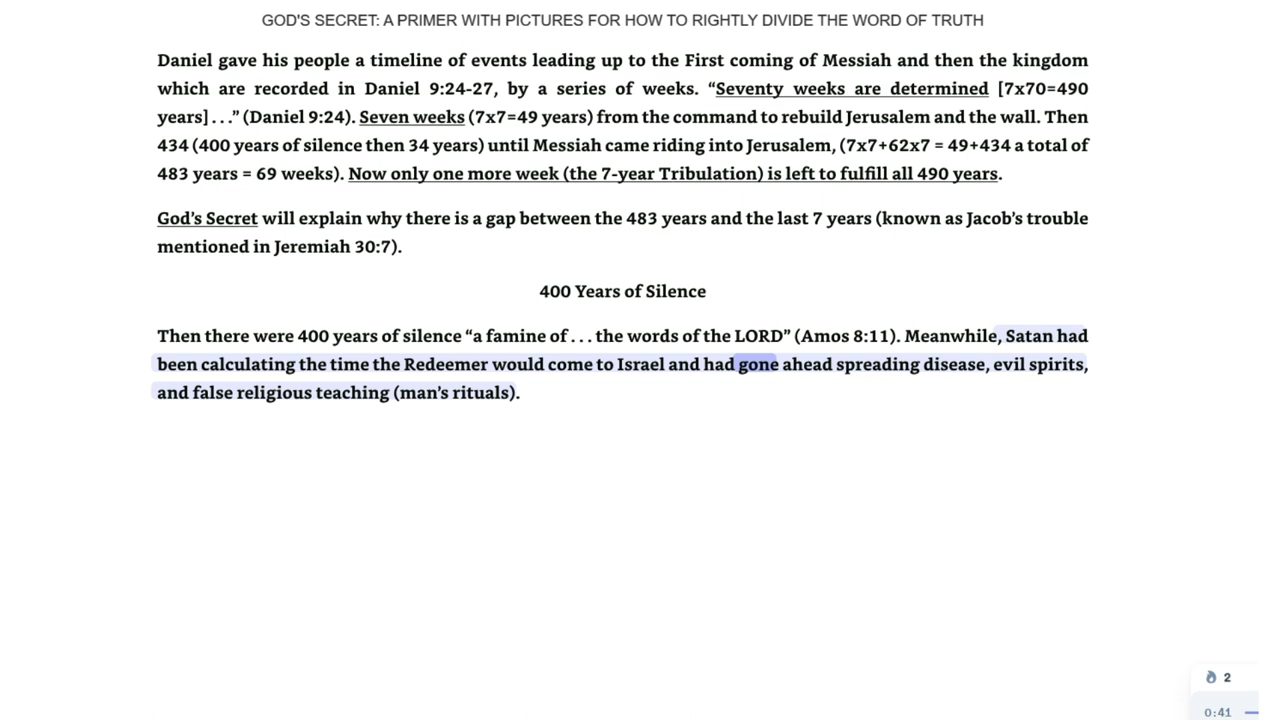 GOD'S SECRET: A PRIMER WITH PICTURES FOR HOW TO RIGHTLY DIVIDE THE WORD OF TRUTH
Daniel gave his people a timeline of events leading up to the First coming of Messiah and then the kingdom
which are recorded in Daniel 9:24-27, by a series of weeks. “Seventy weeks are determined [7x70=490
years] . . .” (Daniel 9:24). Seven weeks (7x7=49 years) from the command to rebuild Jerusalem and the wall. Then
434 (400 years of silence then 34 years) until Messiah came riding into Jerusalem, (7x7+62x7 = 49+434 a total of
483 years = 69 weeks). Now only one more week (the 7-year Tribulation) is left to fulfill all 490 years.
God’s Secret will explain why there is a gap between the 483 years and the last 7 years (known as Jacob’s trouble
mentioned in Jeremiah 30:7).
400 Years of Silence
Then there were 400 years of silence “a famine of . . . the words of the LORD” (Amos 8:11). Meanwhile, Satan had
been calculating the time the Redeemer would come to Israel and had gone ahead spreading disease, evil spirits,
and false religious teaching (man’s rituals).
2
0:41